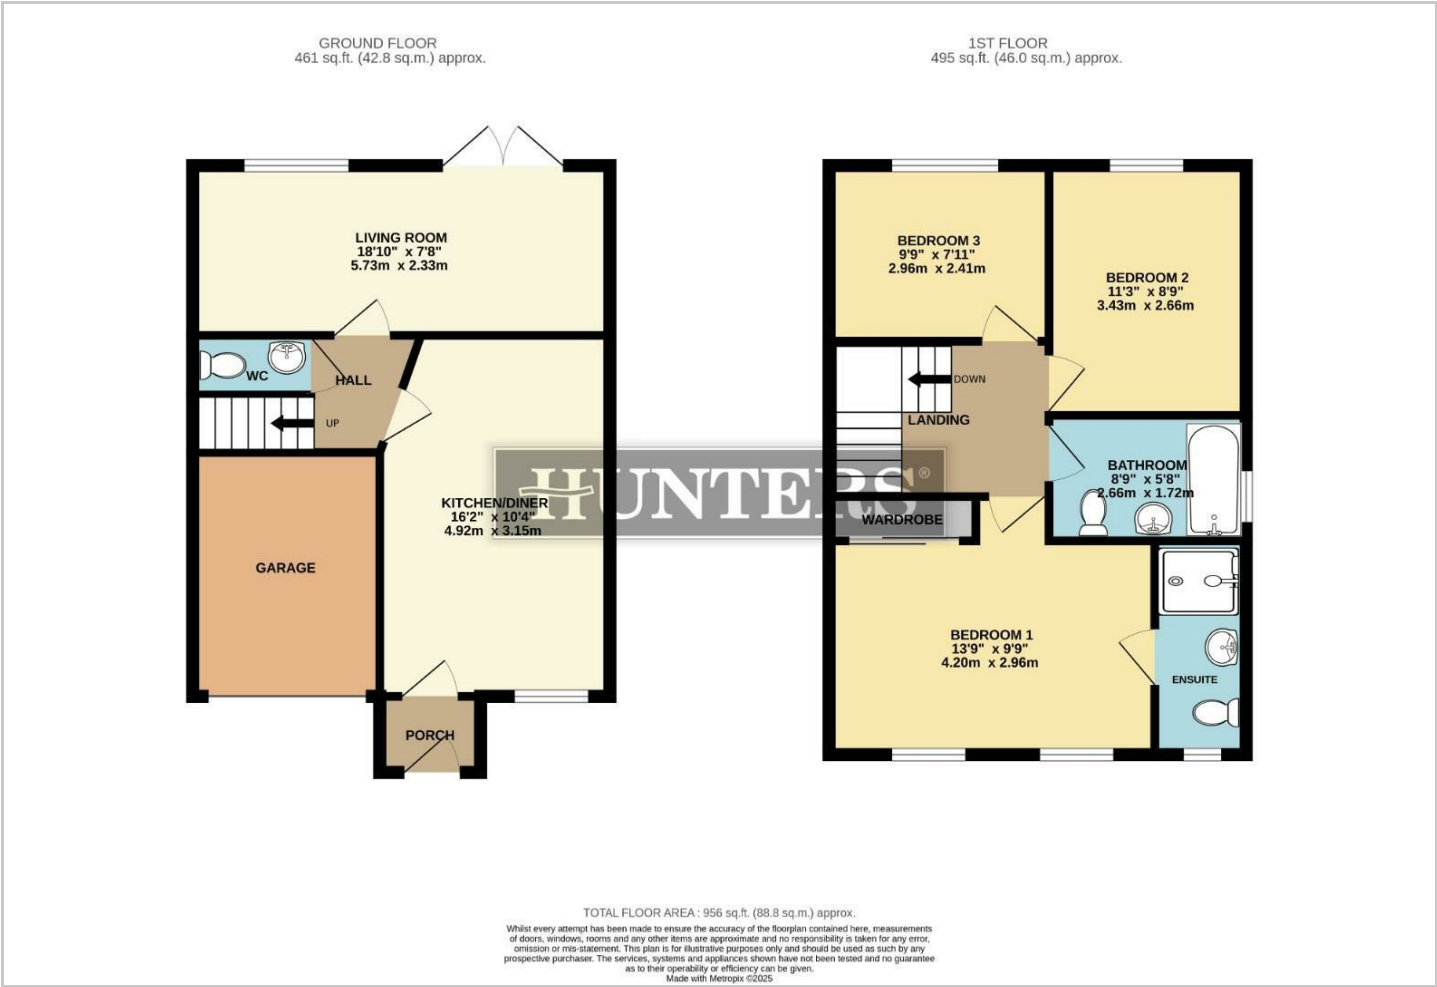 GROUND FLOOR
461 sq.ft. (42.8 sq.m.) approx.
1ST FLOOR
495 sq.ft. (46.0 sq.m.) approx.
LIVING ROOM
18'10" x 7'8"
5.73m x 2.33m
WC
HALL
UP
KITCHEN/DINER
16'2" x 10'4"
4.92m x 3.15m
GARAGE
PORCH
BEDROOM 3
9'9" x 7'11"
2.96m x 2.41m
BEDROOM 2
11'3" x 8'9"
3.43m x 2.66m
DOWN
LANDING
BATHROOM
8'9" x 5'8"
2.66m x 1.72m
WARDROBE
BEDROOM 1
13'9" x 9'9"
4.20m x 2.96m
ENSUITE
HUNTERS®
TOTAL FLOOR AREA : 956 sq.ft. (88.8 sq.m.) approx.
Whilst every attempt has been made to ensure the accuracy of the floorplan contained here, measurements
of doors, windows, rooms and any other items are approximate and no responsibility is taken for any error,
omission or mis-statement. This plan is for illustrative purposes only and should be used as such by any
prospective purchaser. The services, systems and appliances shown have not been tested and no guarantee
as to their operability or efficiency can be given.
Made with Metropix ©2025